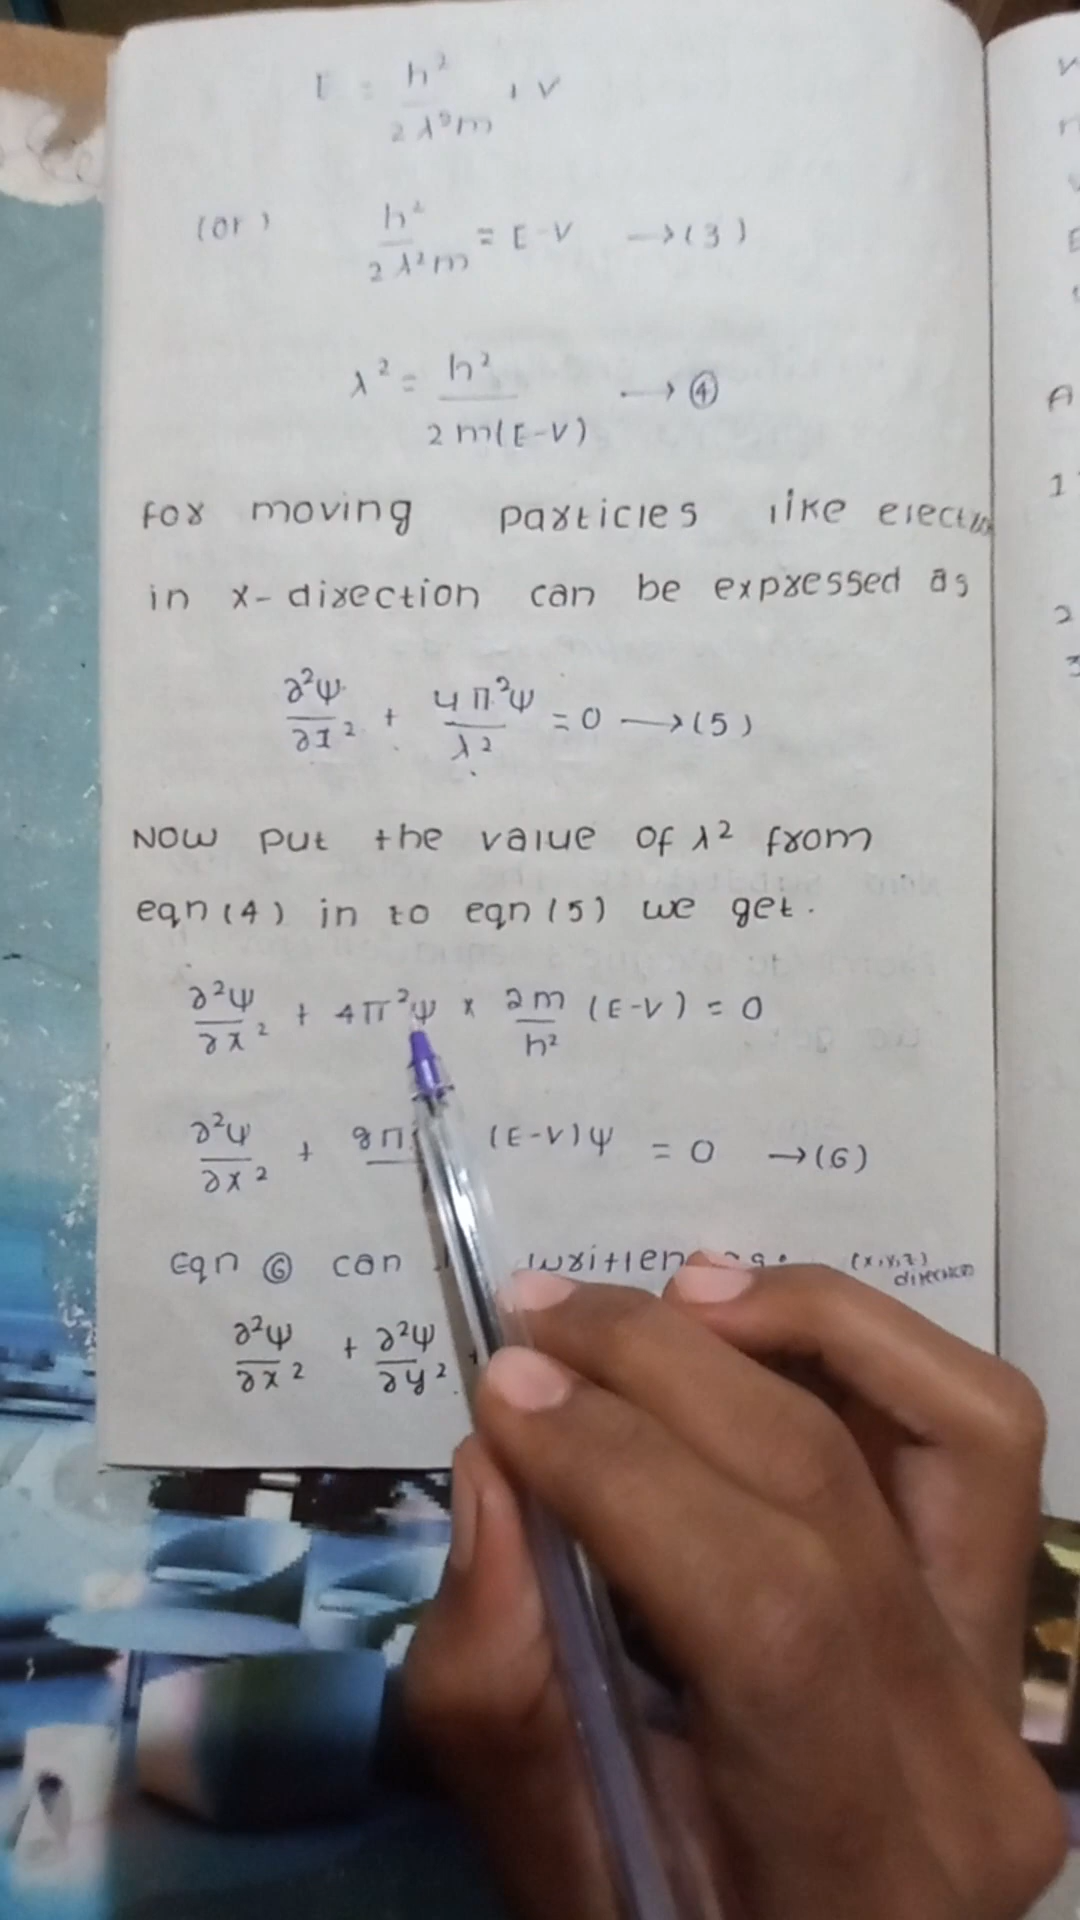 E = h²/2λ²m + V
(or) h²/2λ²m = E-V →(3)
λ² = h²/2m(E-V) → ④
for moving particles like
in x-direction can be expressed as
∂²ψ/∂x² + 4π²ψ/λ² = 0 →(5)
Now put the value of λ² from
eqn(4) in to eqn(5) we get.
∂²ψ/∂x² + 4π²ψ × 2m/h² (E-V) = 0
∂²ψ/∂x² + 8π (E-V)ψ = 0 →(6)
Eqn ⑥ can written as (x,y,z)
direction
∂²ψ/∂x² + ∂²ψ/∂y² +